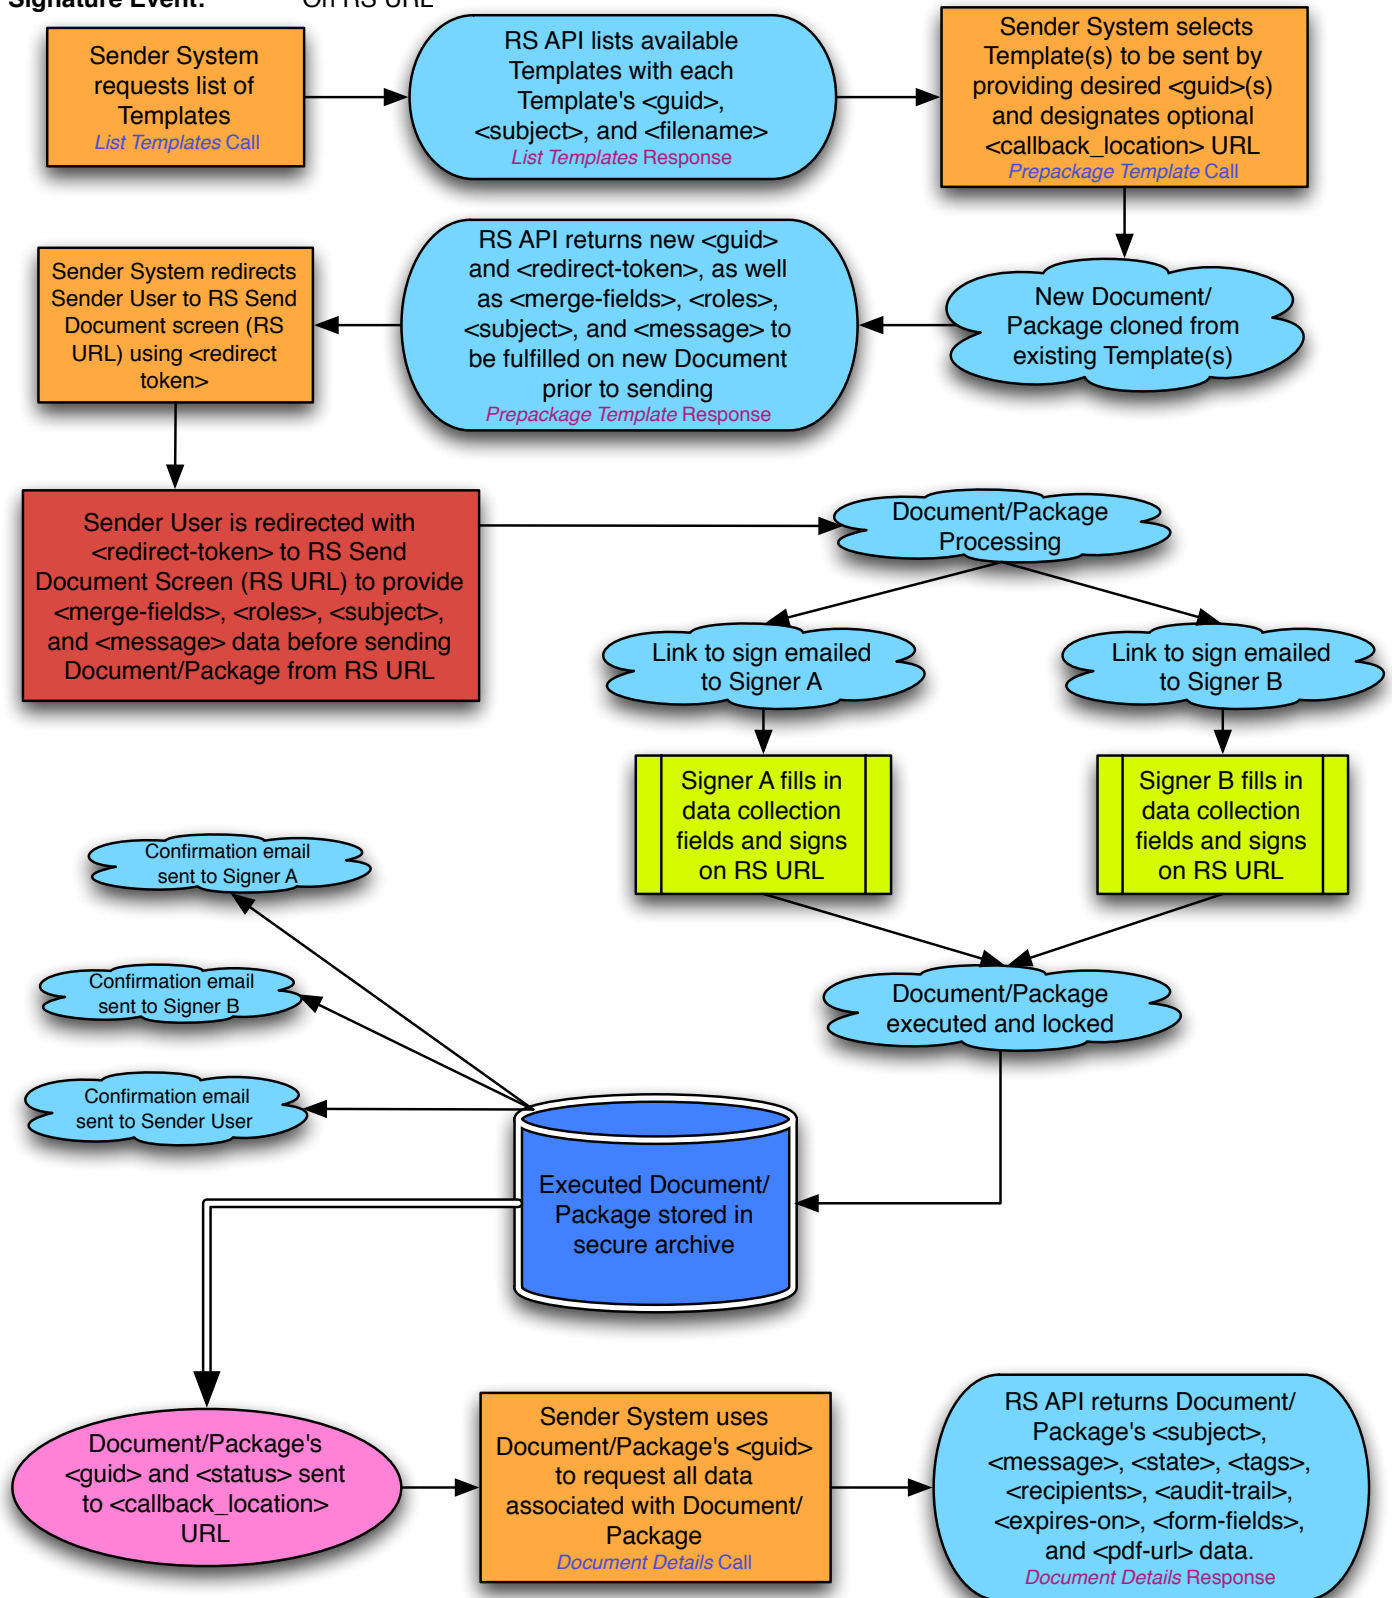 Signature Event: On RS URL
Sender System
requests list of
Templates
List Templates Call
RS API lists available
Templates with each
Template's <guid>,
<subject>, and <filename>
List Templates Response
Sender System selects
Template(s) to be sent by
providing desired <guid>(s)
and designates optional
<callback_location> URL
Prepackage Template Call
Sender System redirects
Sender User to RS Send
Document screen (RS
URL) using <redirect
token>
RS API returns new <guid>
and <redirect-token>, as well
as <merge-fields>, <roles>,
<subject>, and <message> to
be fulfilled on new Document
prior to sending
Prepackage Template Response
New Document/
Package cloned from
existing Template(s)
Sender User is redirected with
<redirect-token> to RS Send
Document Screen (RS URL) to provide
<merge-fields>, <roles>, <subject>,
and <message> data before sending
Document/Package from RS URL
Document/Package
Processing
Link to sign emailed
to Signer A
Link to sign emailed
to Signer B
Signer A fills in
data collection
fields and signs
on RS URL
Signer B fills in
data collection
fields and signs
on RS URL
Confirmation email
sent to Signer A
Confirmation email
sent to Signer B
Document/Package
executed and locked
Confirmation email
sent to Sender User
Executed Document/
Package stored in
secure archive
Document/Package's
<guid> and <status> sent
to <callback_location>
URL
Sender System uses
Document/Package's <guid>
to request all data
associated with Document/
Package
Document Details Call
RS API returns Document/
Package's <subject>,
<message>, <state>, <tags>,
<recipients>, <audit-trail>,
<expires-on>, <form-fields>,
and <pdf-url> data.
Document Details Response